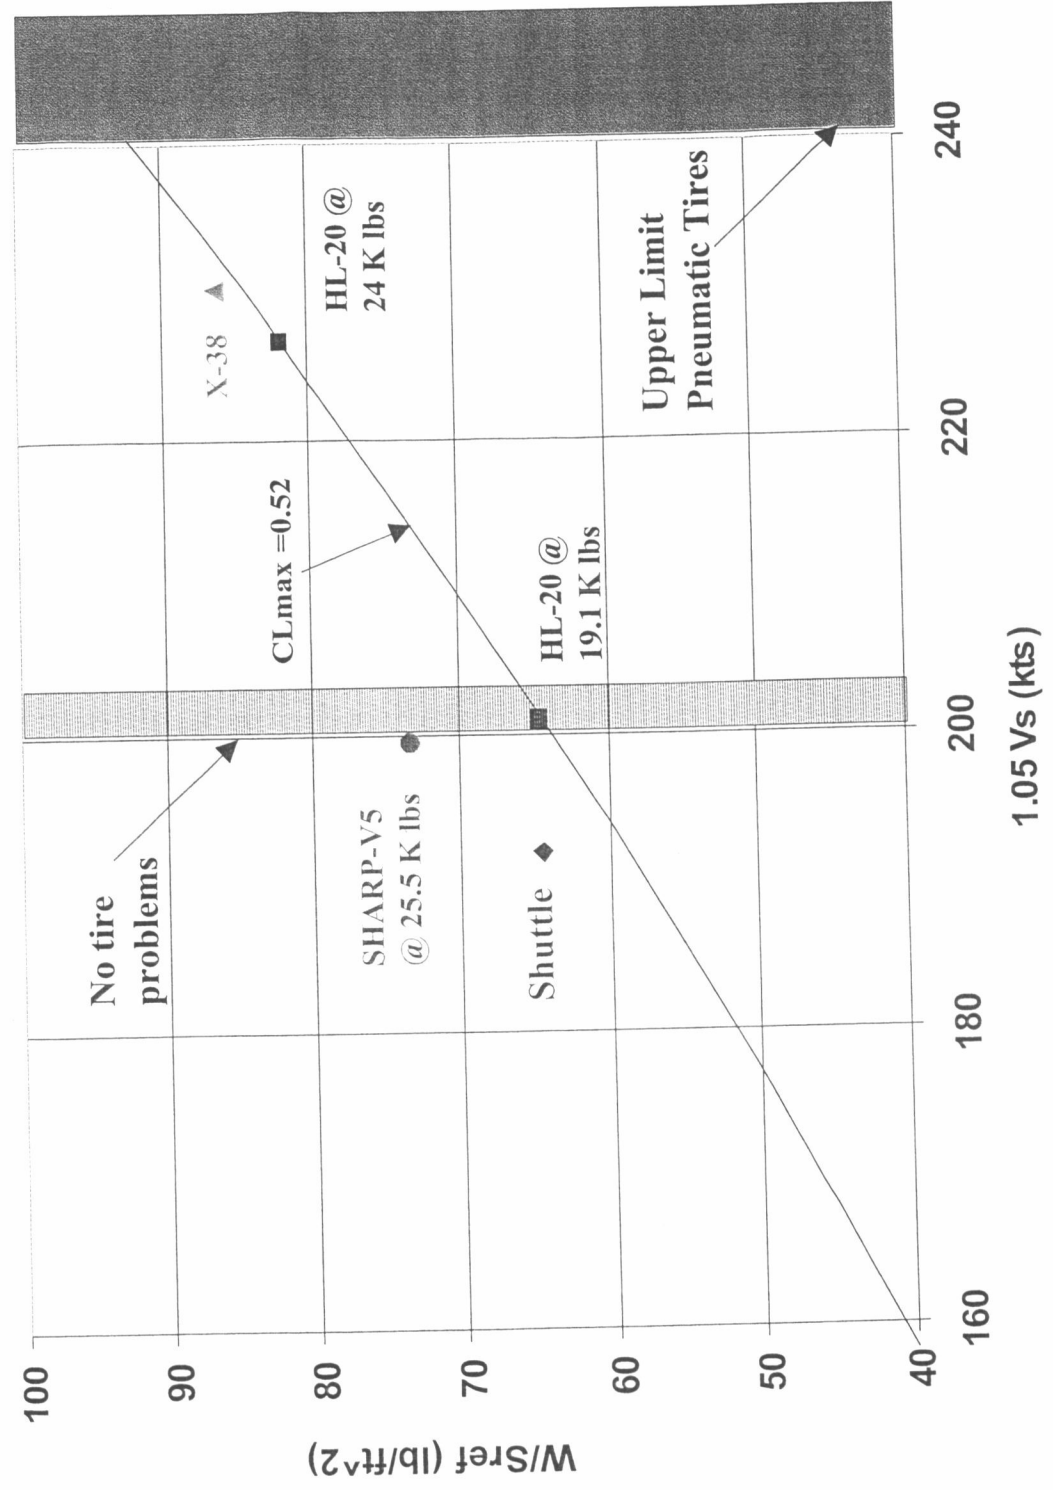 100
90
80
70
60
50
40
W/Sref (lb/ft^2)
160
180
200
220
240
1.05 Vs (kts)
No tire
problems
SHARP-V5
@ 25.5 K lbs
Shuttle
CLmax =0.52
HL-20 @
19.1 K lbs
X-38
HL-20 @
24 K lbs
Upper Limit
Pneumatic Tires